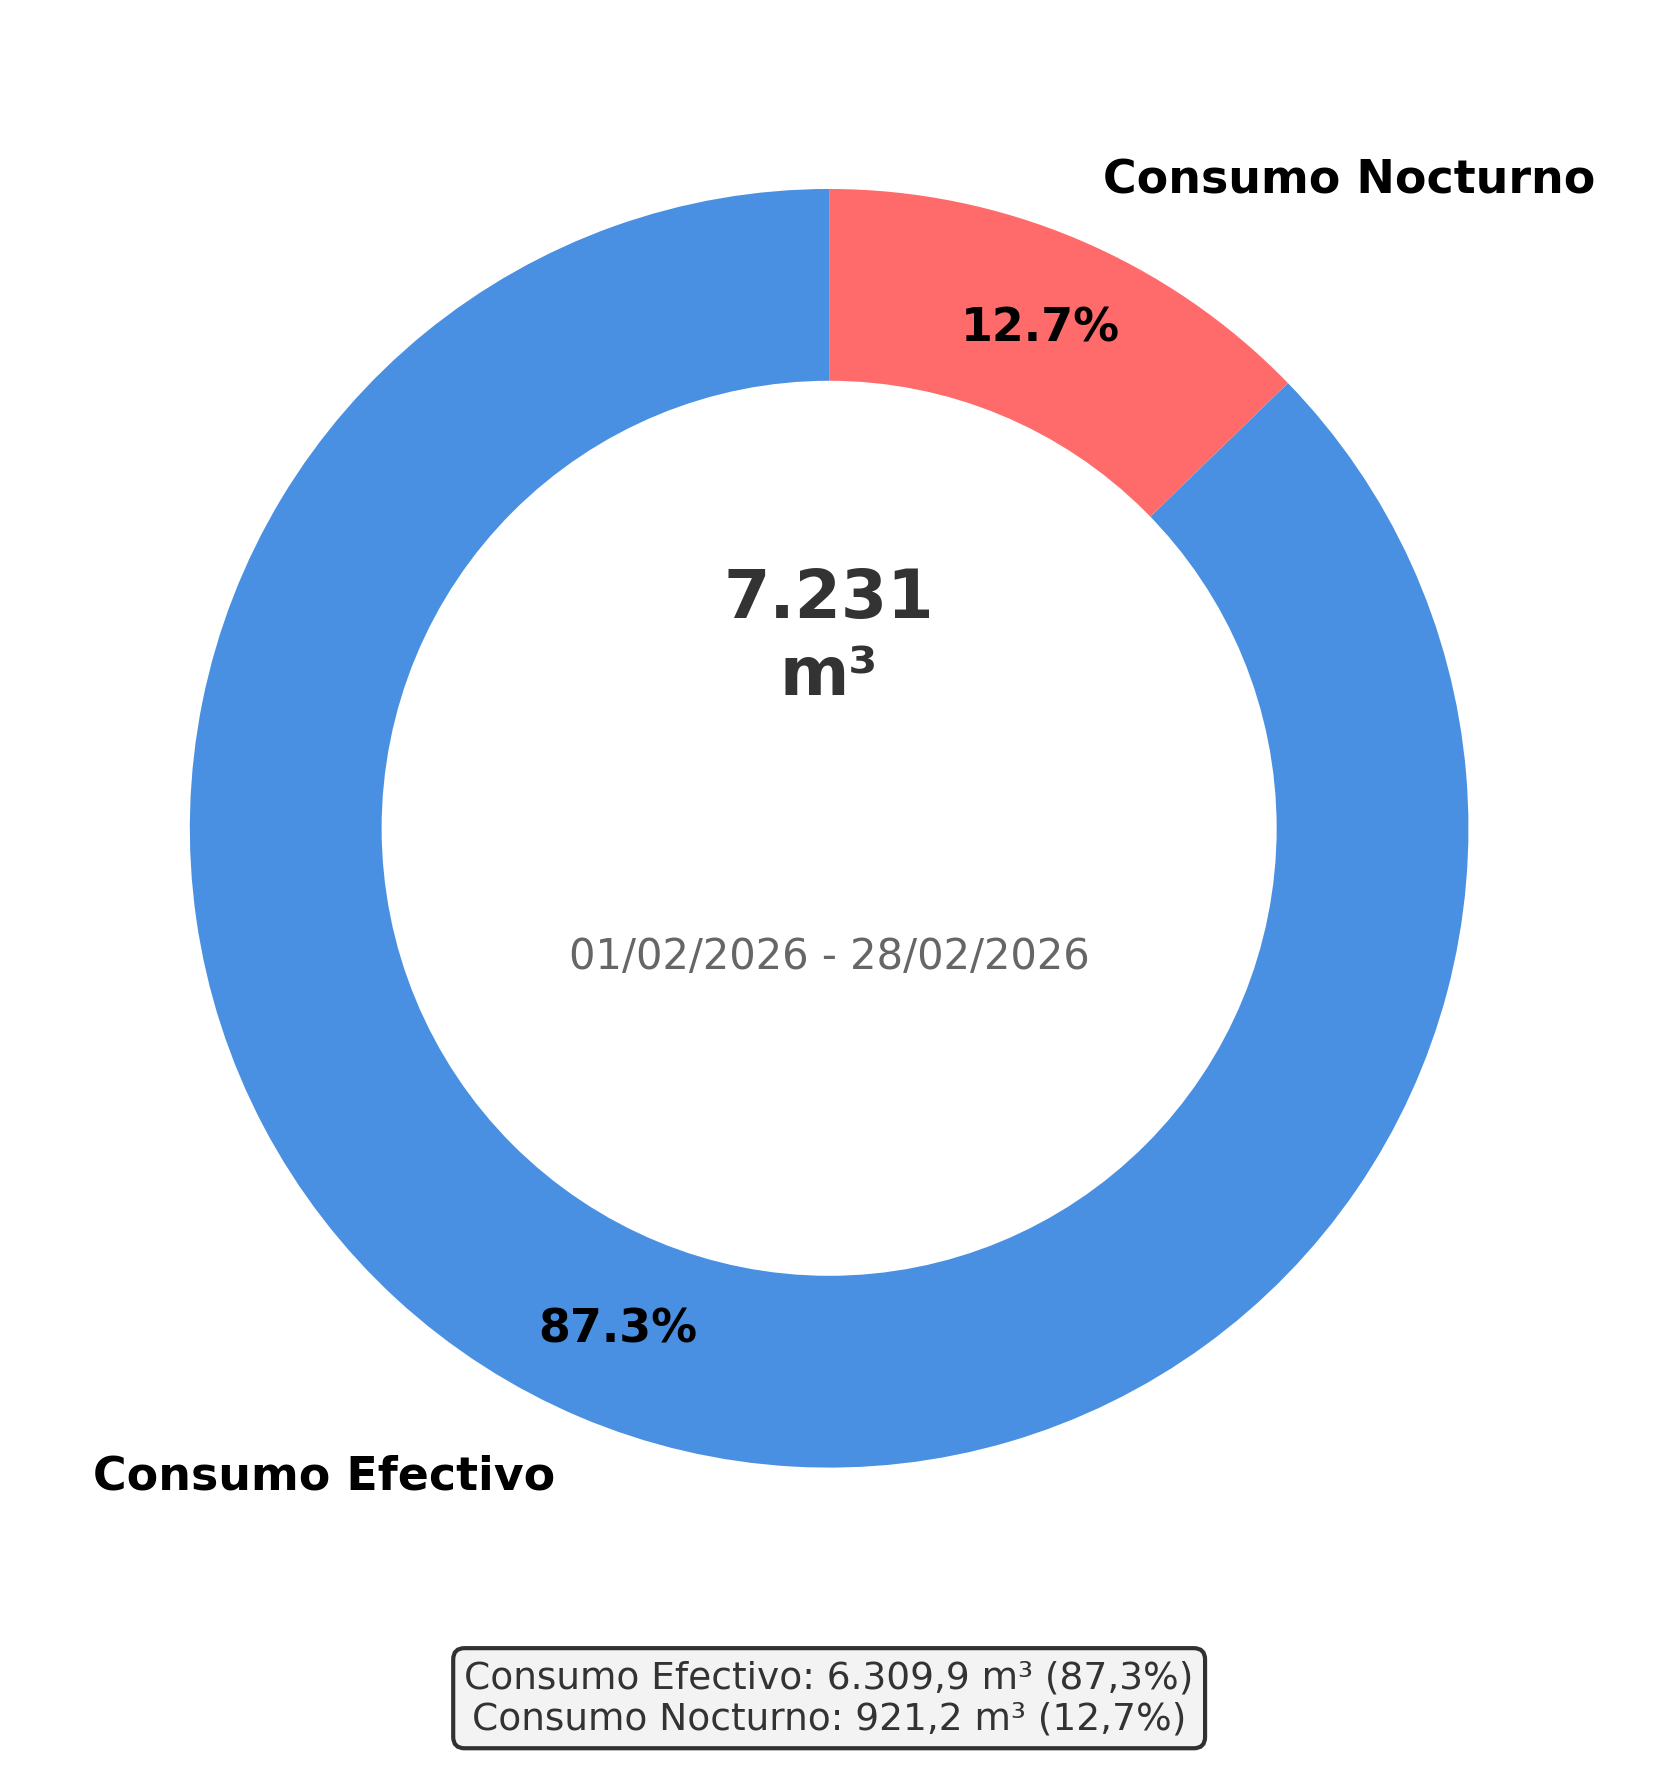 Consumo Nocturno
12.7%
7.231
m³
01/02/2026 - 28/02/2026
87.3%
Consumo Efectivo
Consumo Efectivo: 6.309,9 m³ (87,3%)
Consumo Nocturno: 921,2 m³ (12,7%)